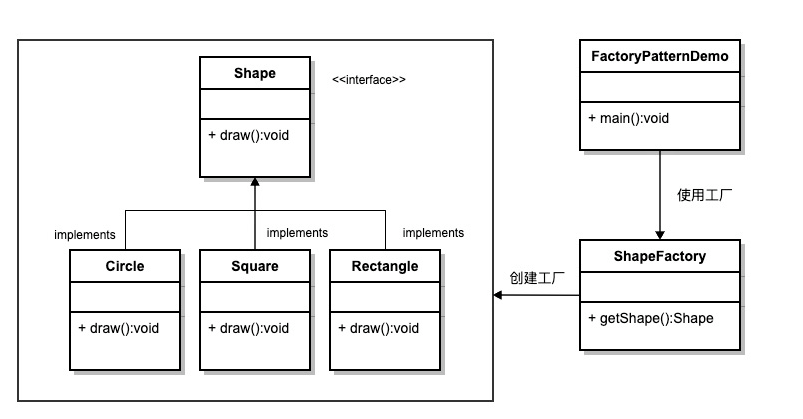 Shape
<<interface>>
+ draw():void
implements
implements
implements
Circle
+ draw():void
Square
+ draw():void
Rectangle
+ draw():void
FactoryPatternDemo
+ main():void
使用工厂
ShapeFactory
+ getShape():Shape
创建工厂